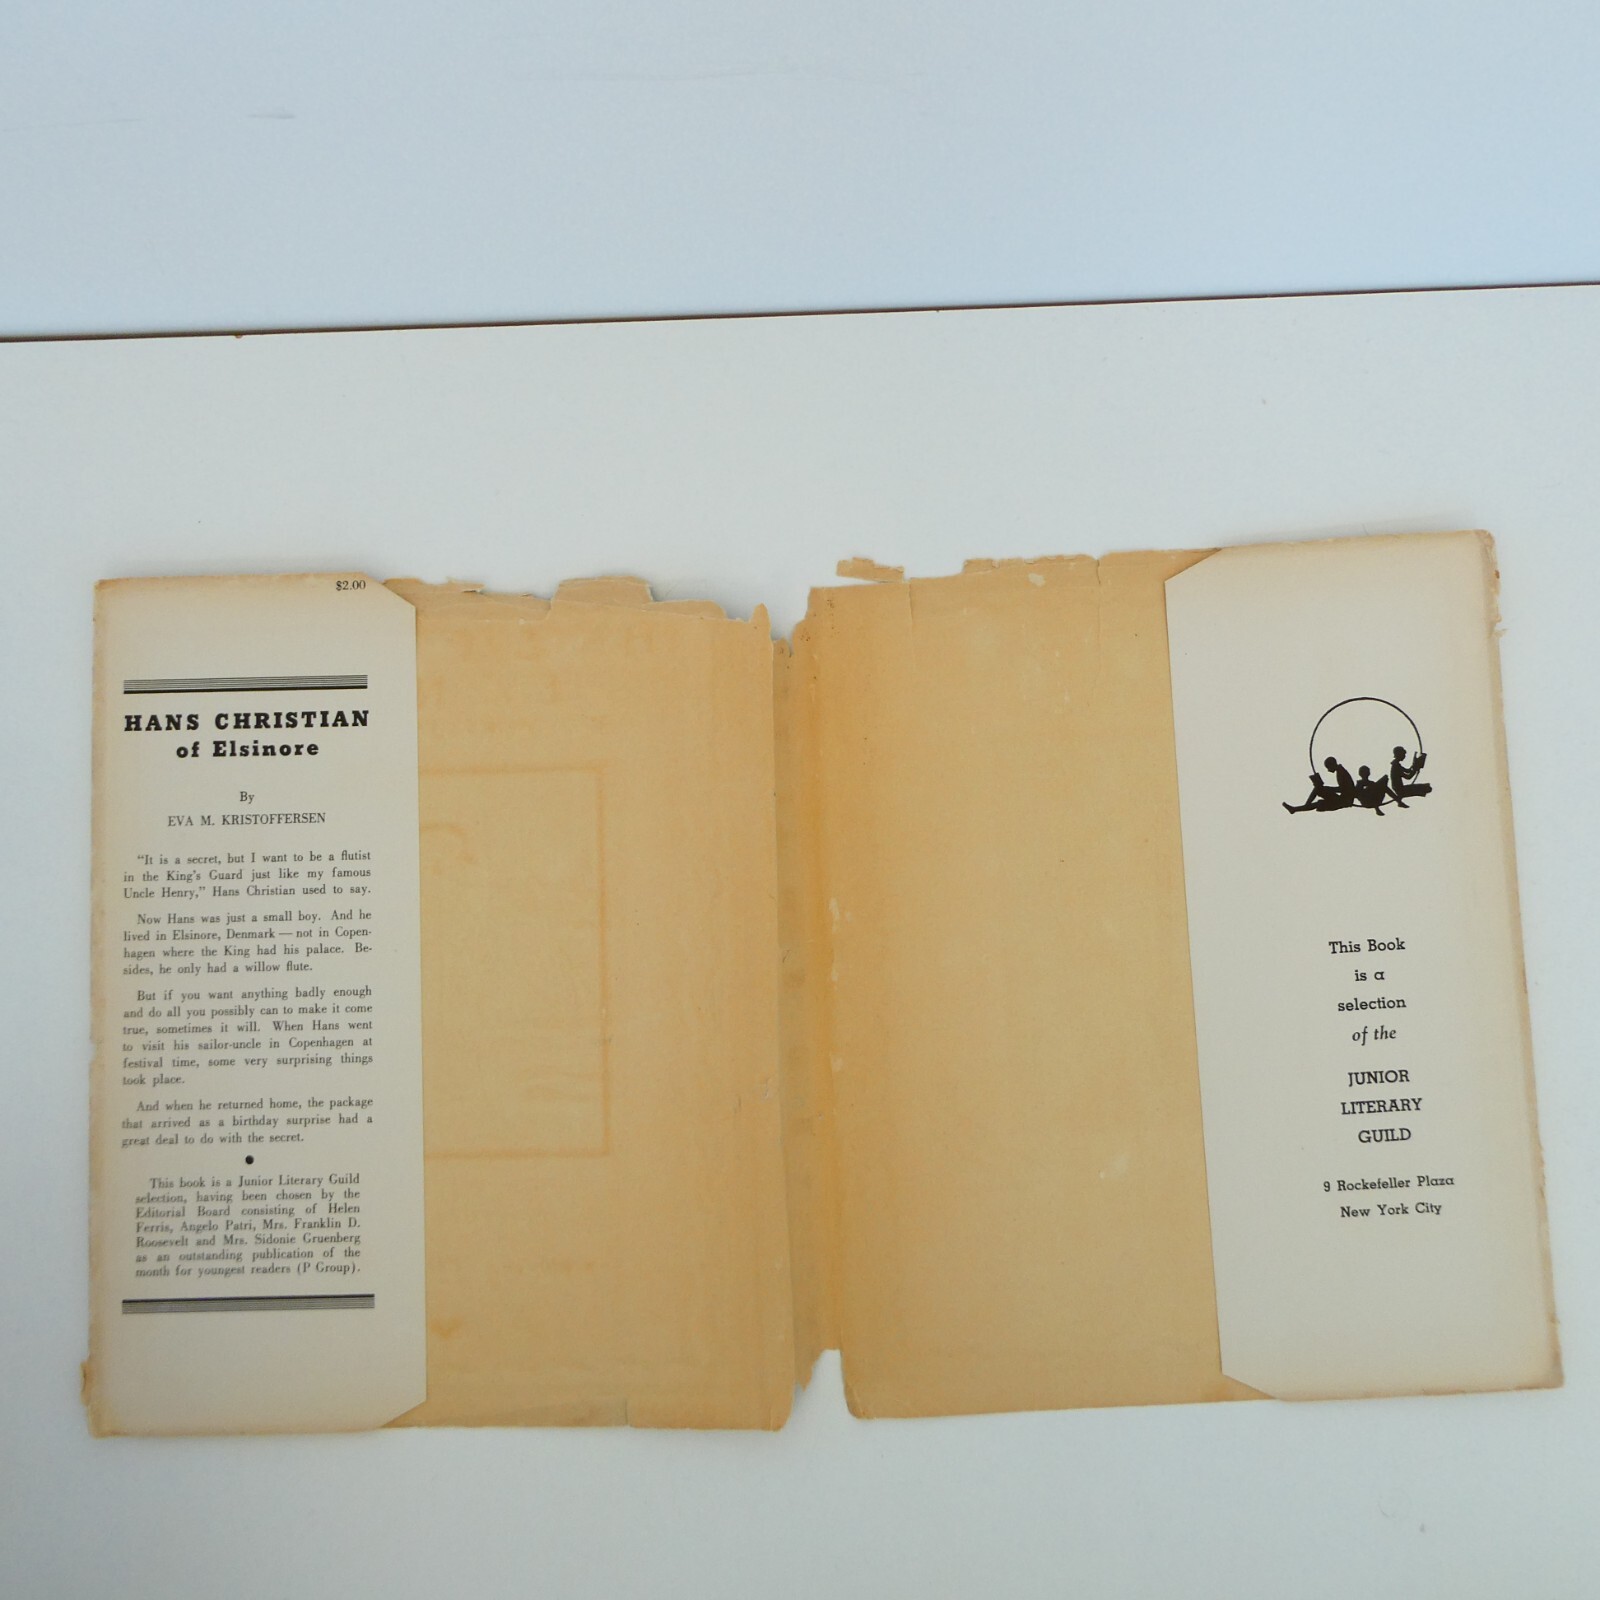 $2.00
HANS CHRISTIAN
of Elsinore
By
EVA M. KRISTOFFERSEN
"It is a secret, but I want to be a flutist
in the King's Guard just like my famous
Uncle Henry," Hans Christian used to say.
Now Hans was just a small boy. And he
lived in Elsinore, Denmark — not in Copen-
hagen where the King had his palace. Be-
sides, he only had a willow flute.
But if you want anything badly enough
and do all you possibly can to make it come
true, sometimes it will. When Hans went
to visit his sailor-uncle in Copenhagen at
festival time, some very surprising things
took place.
And when he returned home, the package
that arrived as a birthday surprise had a
great deal to do with the secret.
This book is a Junior Literary Guild
selection, having been chosen by the
Editorial Board consisting of Helen
Ferris, Angelo Patri, Mrs. Franklin D.
Roosevelt and Mrs. Sidonie Gruenberg
as an outstanding publication of the
month for youngest readers (P Group).
This Book
is a
selection
of the
JUNIOR
LITERARY
GUILD
9 Rockefeller Plaza
New York City